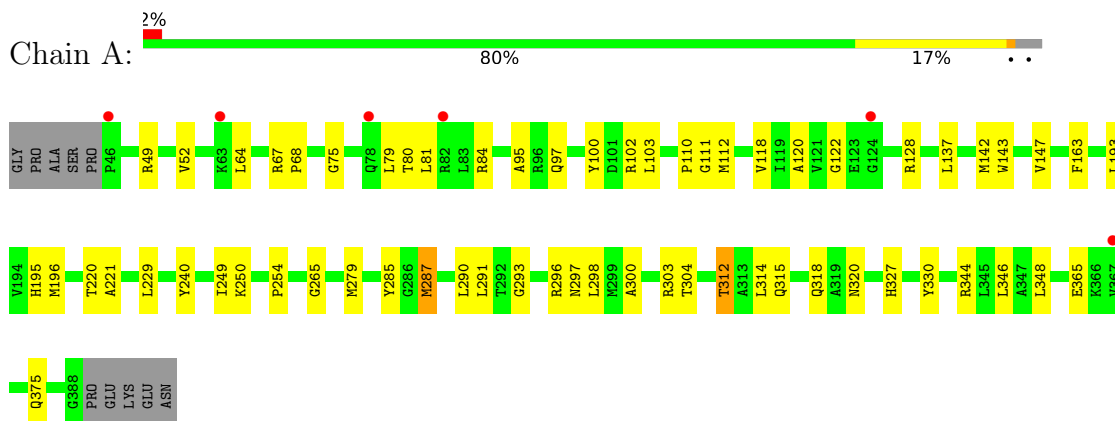 2%
Chain A:
80% 17% • •
GLY PRO ALA SER PRO P46 R49 V52 K63 L64 R67 P68 G75 Q78 L79 T80 L81 R82 L83 R84 A95 R96 Q97 Y100 D101 R102 L103 P110 G111 M112 V118 I119 A120 V121 G122 E123 G124 R128 L137 M142 W143 V147 F163 L193
V194 H195 M196 T220 A221 L229 Y240 I249 K250 P254 G265 M279 Y285 G286 M287 L290 L291 T292 G293 R296 N297 L298 M299 A300 R303 T304 T312 A313 L314 Q315 Q318 A319 N320 H327 Y330 R344 L345 L346 A347 L348 E365 K366 V367
Q375 G388 PRO GLU LYS GLU ASN